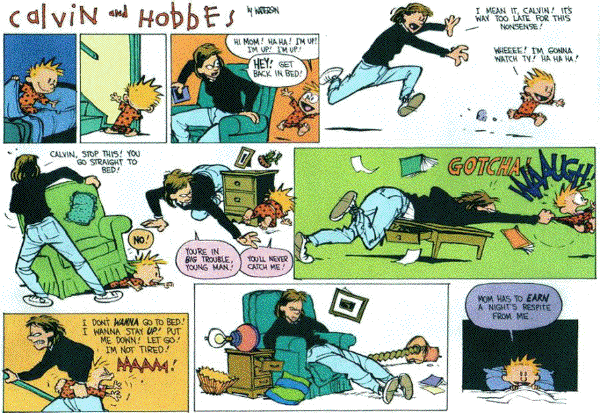 CALVIN and HOBBES
by WATTERSON
HI MOM! HA HA! I'M UP!
I'M UP! I'M UP!
HEY! GET
BACK IN BED!
I MEAN IT, CALVIN! IT'S
WAY TOO LATE FOR THIS
NONSENSE!
WHEEEE! I'M GONNA
WATCH TV! HA HA HA!
CALVIN, STOP THIS! YOU
GO STRAIGHT TO
BED!
NO!
YOU'RE IN
BIG TROUBLE,
YOUNG MAN!
YOU'LL NEVER
CATCH ME!
GOTCHA!
WAAUGH!
I DON'T WANNA GO TO BED!
I WANNA STAY UP! PUT
ME DOWN! LET GO!
I'M NOT TIRED!
MAAAAM!
MOM HAS TO EARN
A NIGHT'S RESPITE
FROM ME.